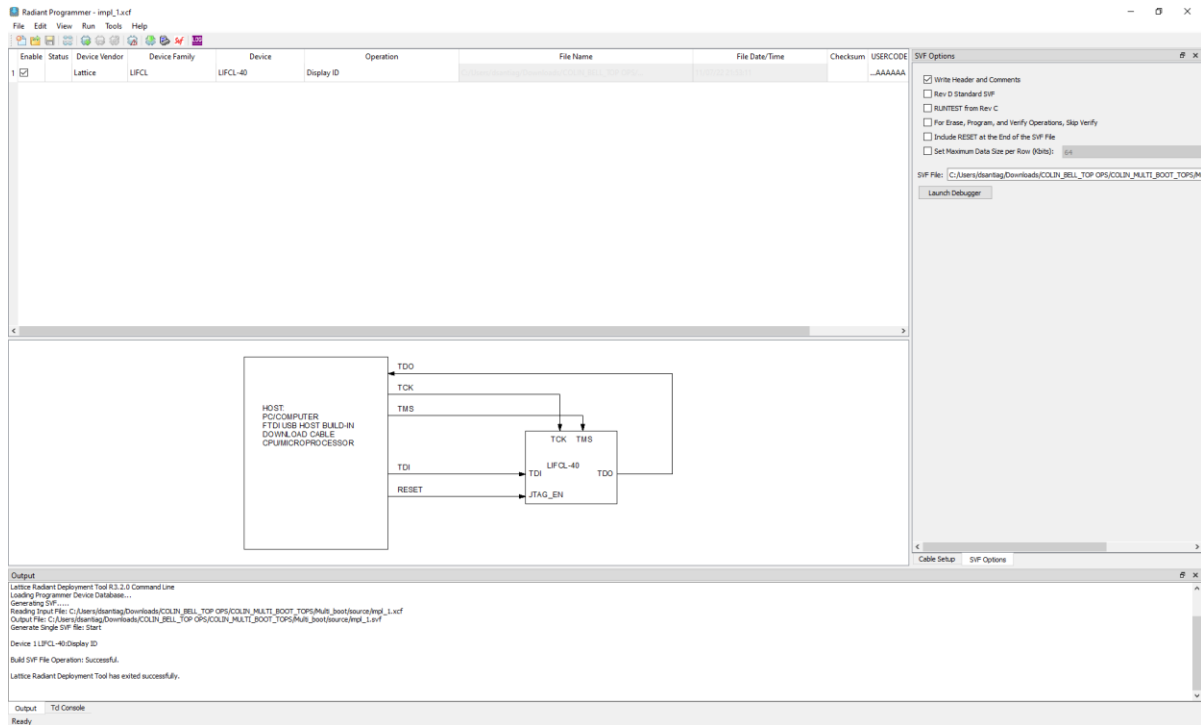 Radiant Programmer - impl_1.xcf
File Edit View Run Tools Help
Enable Status Device Vendor Device Family Device Operation File Name File Date/Time Checksum USERCODE
1 Lattice LIFCL LIFCL-40 Display ID ...AAAAAA
SVF Options
Write Header and Comments
Rev D Standard SVF
RUNTEST from Rev C
For Erase, Program, and Verify Operations, Skip Verify
Include RESET at the End of the SVF File
Set Maximum Data Size per Row (Kbits): 64
SVF File: C:/Users/dsantiag/Downloads/COLIN_BELL_TOP OPS/COLIN_MULTI_BOOT_TOPS/M
Launch Debugger
Cable Setup SVF Options
HOST:
PC/COMPUTER
FTDI USB HOST BUILD-IN
DOWNLOAD CABLE
CPU/MICROPROCESSOR
TDO
TCK
TMS
TDI
RESET
TCK TMS
LIFCL-40
TDI TDO
JTAG_EN
Output
Lattice Radiant Deployment Tool R3.2.0 Command Line
Loading Programmer Device Database...
Generating SVF.....
Reading Input File: C:/Users/dsantiag/Downloads/COLIN_BELL_TOP OPS/COLIN_MULTI_BOOT_TOPS/Multi_boot/source/impl_1.xcf
Output File: C:/Users/dsantiag/Downloads/COLIN_BELL_TOP OPS/COLIN_MULTI_BOOT_TOPS/Multi_boot/source/impl_1.svf
Generate Single SVF file: Start
Device 1 LIFCL-40:Display ID
Build SVF File Operation: Successful.
Lattice Radiant Deployment Tool has exited successfully.
Output Tcl Console
Ready